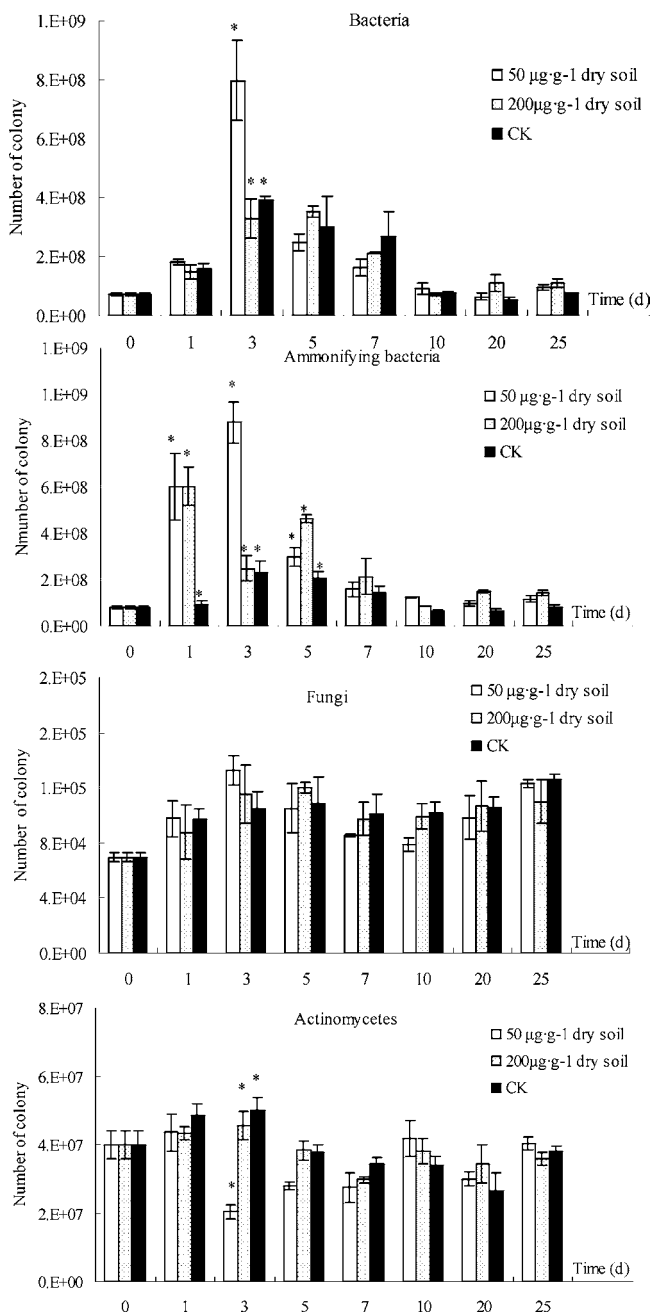 Bacteria
1.E+09
8.E+08
6.E+08
4.E+08
2.E+08
0.E+00
Number of colony
50 µg·g-1 dry soil
200µg·g-1 dry soil
CK
* * *
0 1 3 5 7 10 20 25
Time (d)
Ammonifying bacteria
1.E+09
8.E+08
6.E+08
4.E+08
2.E+08
0.E+00
Nmunber of colony
50 µg·g-1 dry soil
200µg·g-1 dry soil
CK
* * * * * * * * *
0 1 3 5 7 10 20 25
Time (d)
Fungi
2.E+05
2.E+05
1.E+05
8.E+04
4.E+04
0.E+00
Number of colony
50 µg·g-1 dry soil
200µg·g-1 dry soil
CK
0 1 3 5 7 10 20 25
Time (d)
Actinomycetes
8.E+07
6.E+07
4.E+07
2.E+07
0.E+00
Number of colony
50 µg·g-1 dry soil
200µg·g-1 dry soil
CK
* * *
0 1 3 5 7 10 20 25
Time (d)